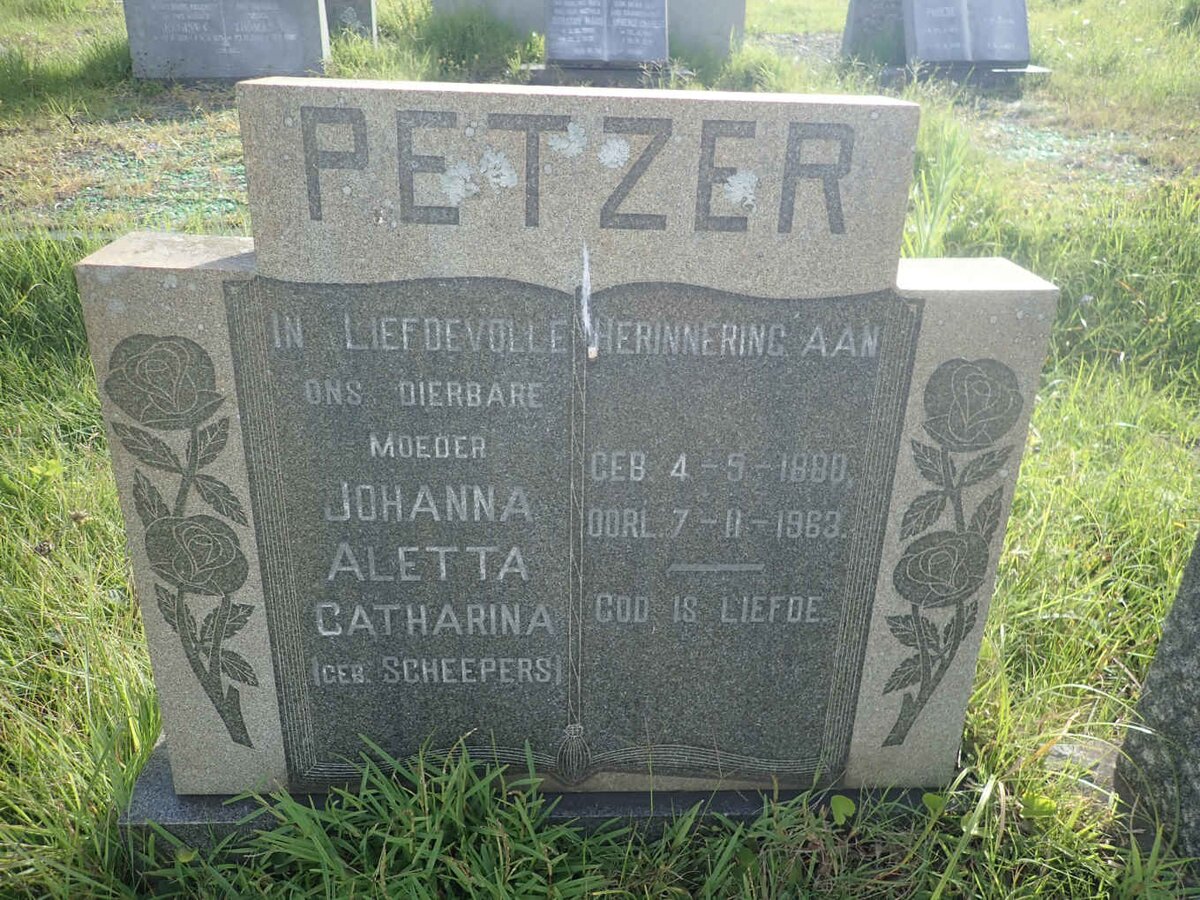 PETZER
IN LIEFDEVOLLE HERINNERING AAN
ONS DIERBARE
MOEDER
JOHANNA
ALETTA
CATHARINA
(GEB. SCHEEPERS)
GEB. 4-5-1880,
OORL. 7-11-1963.
GOD IS LIEFDE.